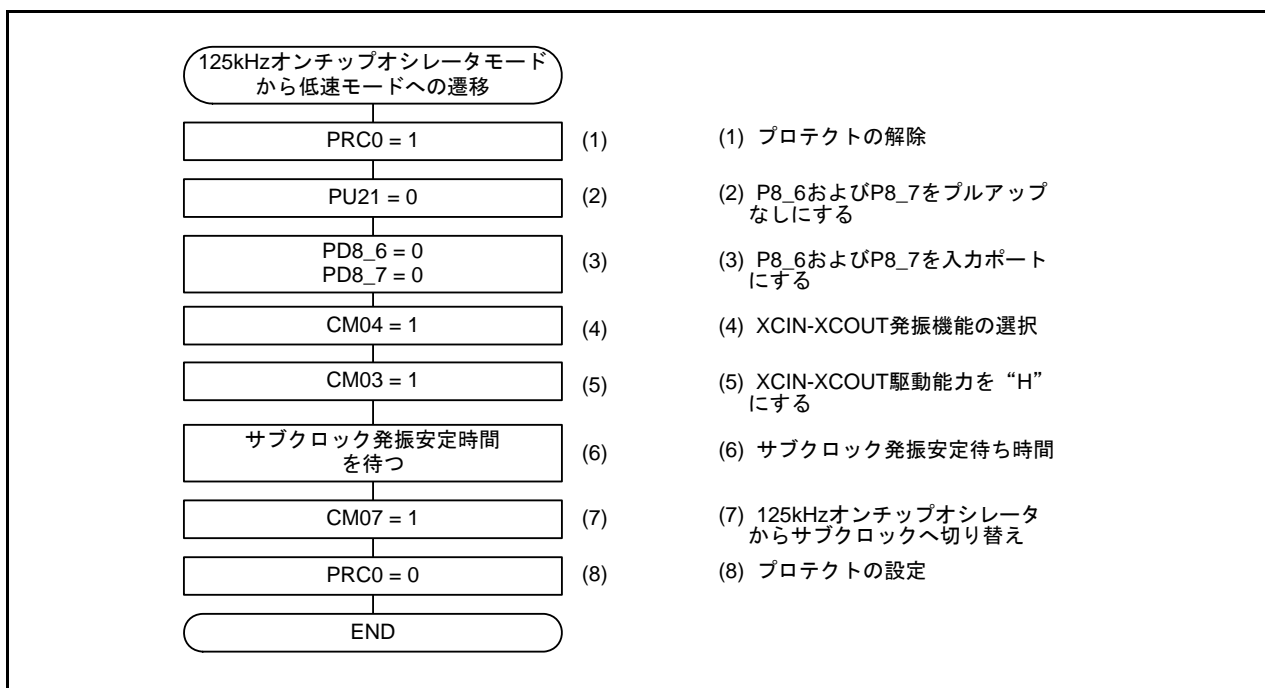 125kHzオンチップオシレータモード
から低速モードへの遷移
PRC0 = 1
(1)
(1) プロテクトの解除
PU21 = 0
(2)
(2) P8_6およびP8_7をプルアップ
なしにする
PD8_6 = 0
PD8_7 = 0
(3)
(3) P8_6およびP8_7を入力ポート
にする
CM04 = 1
(4)
(4) XCIN-XCOUT発振機能の選択
CM03 = 1
(5)
(5) XCIN-XCOUT駆動能力を“H”
にする
サブクロック発振安定時間
を待つ
(6)
(6) サブクロック発振安定待ち時間
CM07 = 1
(7)
(7) 125kHzオンチップオシレータ
からサブクロックへ切り替え
PRC0 = 0
(8)
(8) プロテクトの設定
END